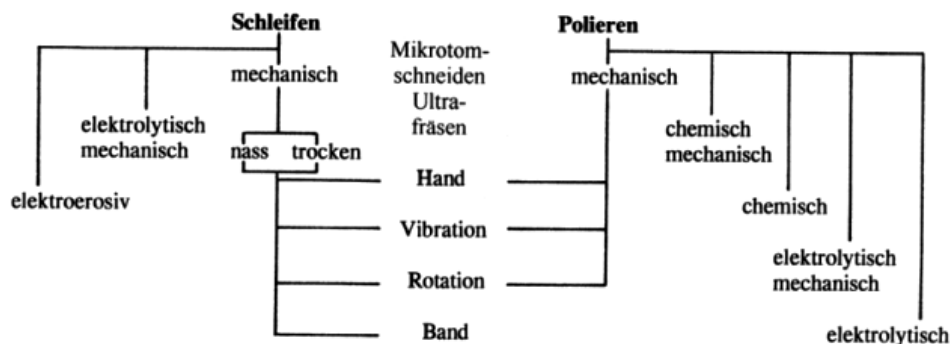 Schleifen
Polieren
mechanisch
Mikrotom-
schneiden
Ultra-
fräsen
mechanisch
elektrolytisch
mechanisch
chemisch
mechanisch
nass trocken
elektroerosiv
Hand
chemisch
Vibration
elektrolytisch
mechanisch
Rotation
Band
elektrolytisch